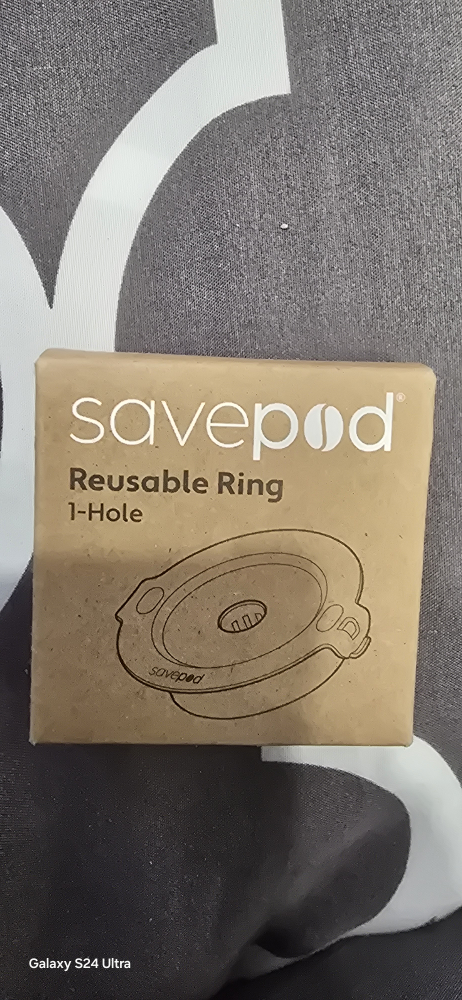 savepod®
Reusable Ring
1-Hole
savepod
Galaxy S24 Ultra